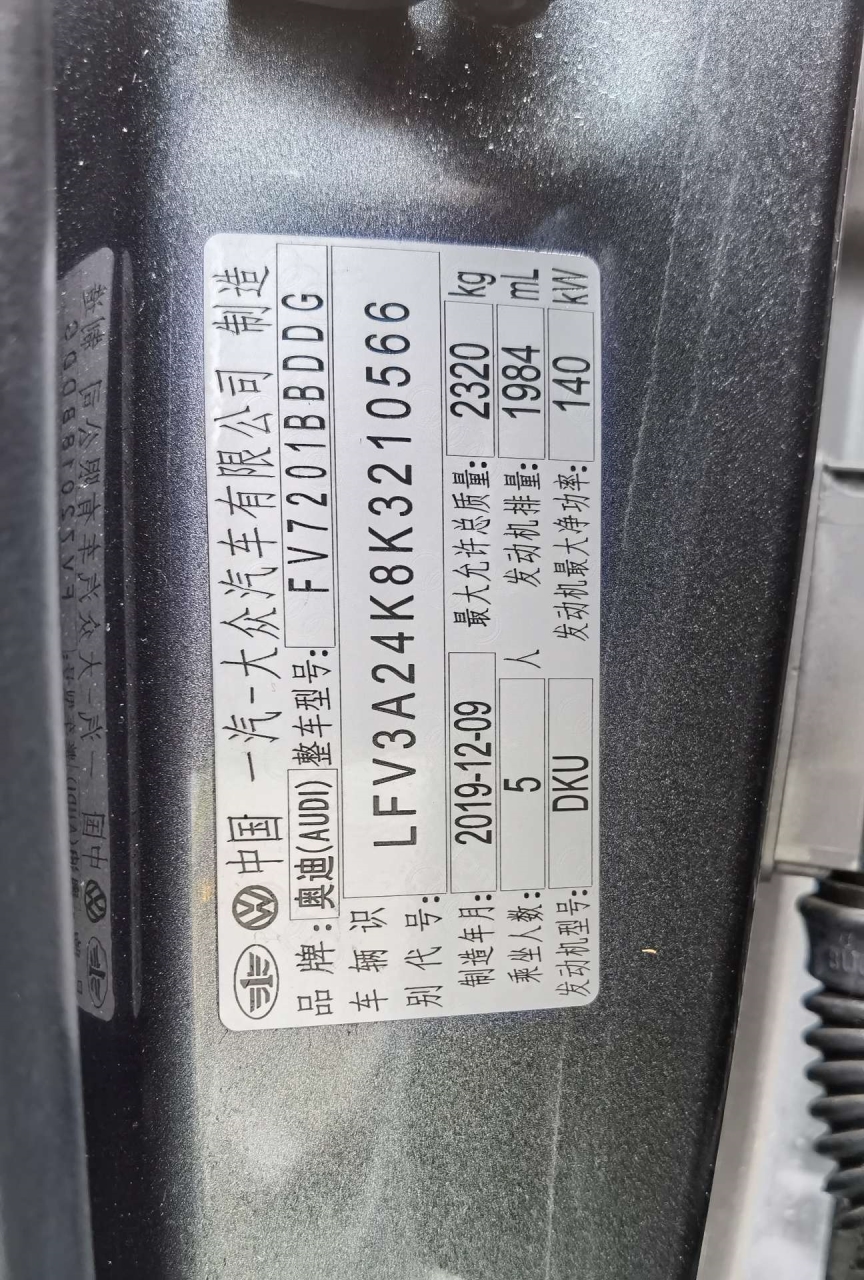 中国 一汽-大众汽车有限公司 制造
品牌: 奥迪(AUDI) 整车型号: FV7201BBDDG
车辆识别代号: LFV3A24K8K3210566
制造年月: 2019-12-09 最大允许总质量: 2320 kg
乘坐人数: 5 人 发动机排量: 1984 mL
发动机型号: DKU 发动机最大净功率: 140 kW